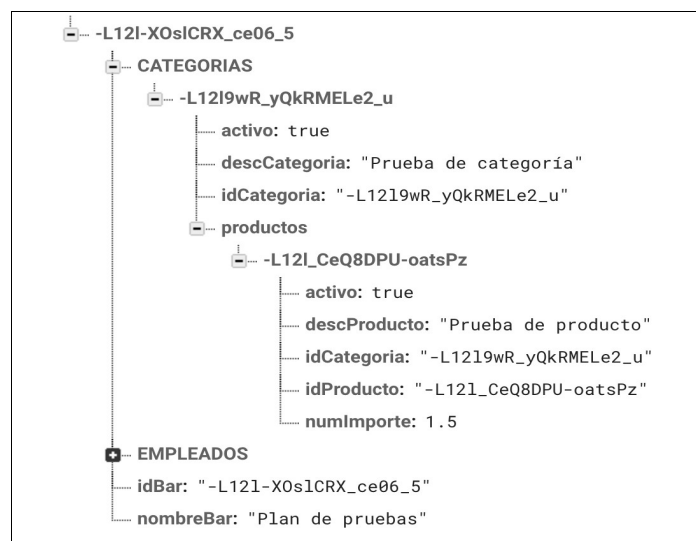 -L12l-XOslCRX_ce06_5
CATEGORIAS
-L12l9wR_yQkRMELe2_u
activo: true
descCategoria: "Prueba de categoría"
idCategoria: "-L12l9wR_yQkRMELe2_u"
productos
-L12l_CeQ8DPU-oatsPz
activo: true
descProducto: "Prueba de producto"
idCategoria: "-L12l9wR_yQkRMELe2_u"
idProducto: "-L12l_CeQ8DPU-oatsPz"
numImporte: 1.5
EMPLEADOS
idBar: "-L12l-XOslCRX_ce06_5"
nombreBar: "Plan de pruebas"